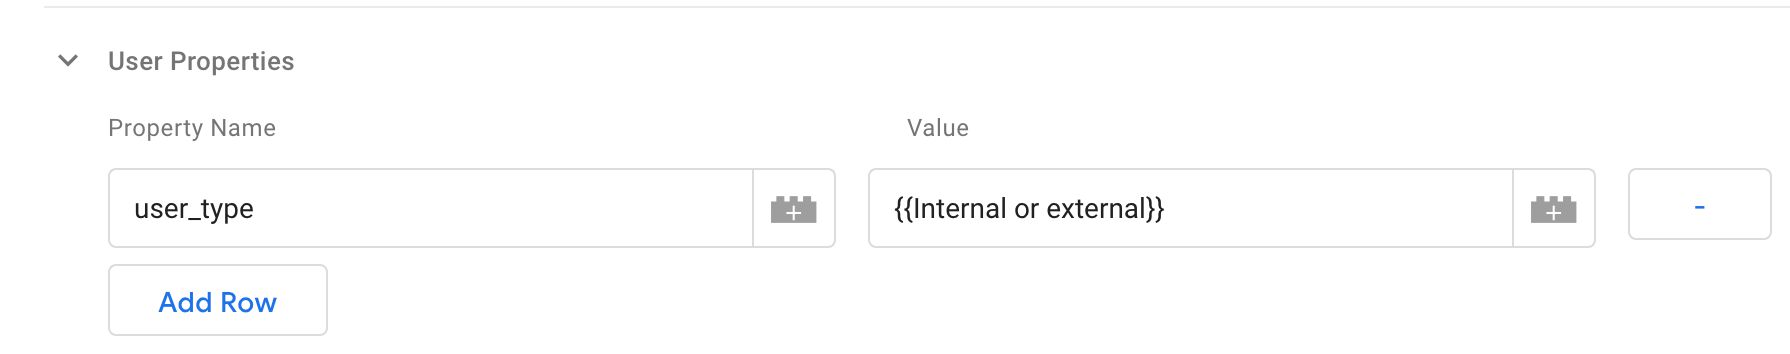 User Properties
Property Name Value
user_type {{Internal or external}} -
Add Row